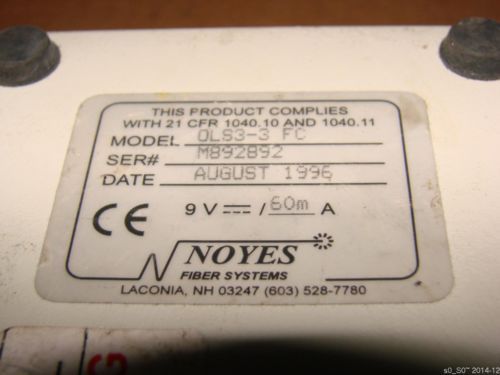 THIS PRODUCT COMPLIES
WITH 21 CFR 1040.10 AND 1040.11
MODEL OLS3-3 FC
SER# M892892
DATE AUGUST 1996
CE 9 V ⎓ / 60m A
NOYES
FIBER SYSTEMS
LACONIA, NH 03247 (603) 528-7780
s0_S0™ 2014-12